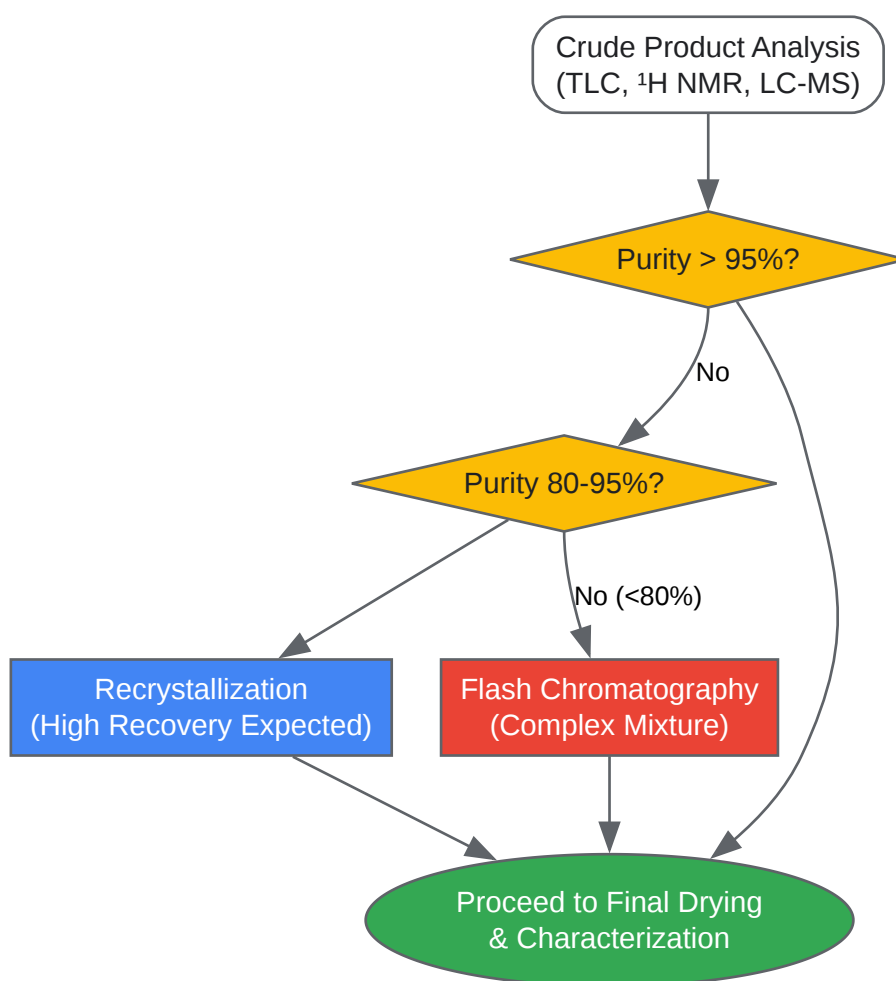 Crude Product Analysis
(TLC, ¹H NMR, LC-MS)
Purity > 95%?
No
Purity 80-95%?
No (<80%)
Recrystallization
(High Recovery Expected)
Flash Chromatography
(Complex Mixture)
Proceed to Final Drying
& Characterization